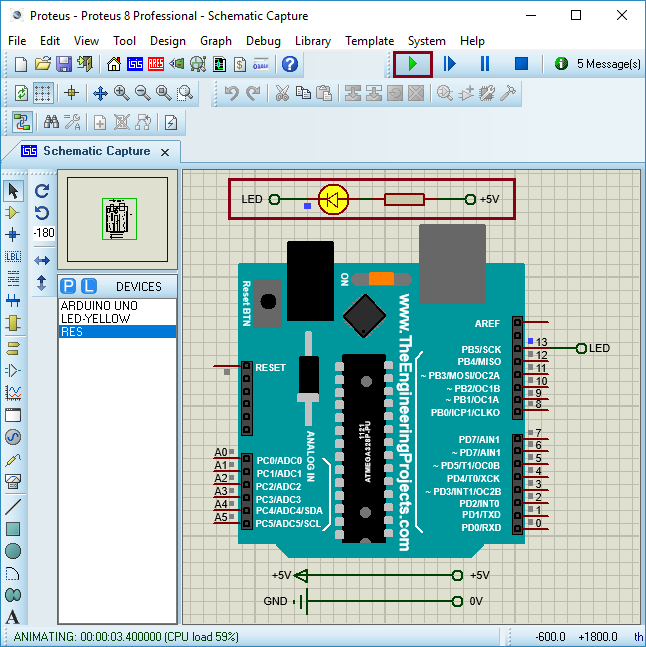 Proteus - Proteus 8 Professional - Schematic Capture
File Edit View Tool Design Graph Debug Library Template System Help
5 Message(s)
Schematic Capture
-180
LBL
P L DEVICES
ARDUINO UNO
LED-YELLOW
RES
LED
+5V
Reset BTN
ON
www.TheEngineeringProjects.com
AREF
13
PB5/SCK
LED
12
PB4/MISO
11
~ PB3/MOSI/OC2A
10
~ PB2/OC1B
9
~ PB1/OC1A
8
PB0/ICP1/CLKO
RESET
1121
ATMEGA328P-PU
ANALOG IN
7
PD7/AIN1
6
~ PD7/AIN1
5
~ PD5/T1/OC0B
4
PD4/T0/XCK
3
~ PD3/INT1/OC2B
2
PD2/INT0
1
PD1/TXD
0
PD0/RXD
A0
PC0/ADC0
A1
PC1/ADC1
A2
PC2/ADC2
A3
PC3/ADC3
A4
PC4/ADC4/SDA
A5
PC5/ADC5/SCL
+5V
+5V
GND
0V
A
ANIMATING: 00:00:03.400000 (CPU load 59%)
-600.0 +1800.0 th